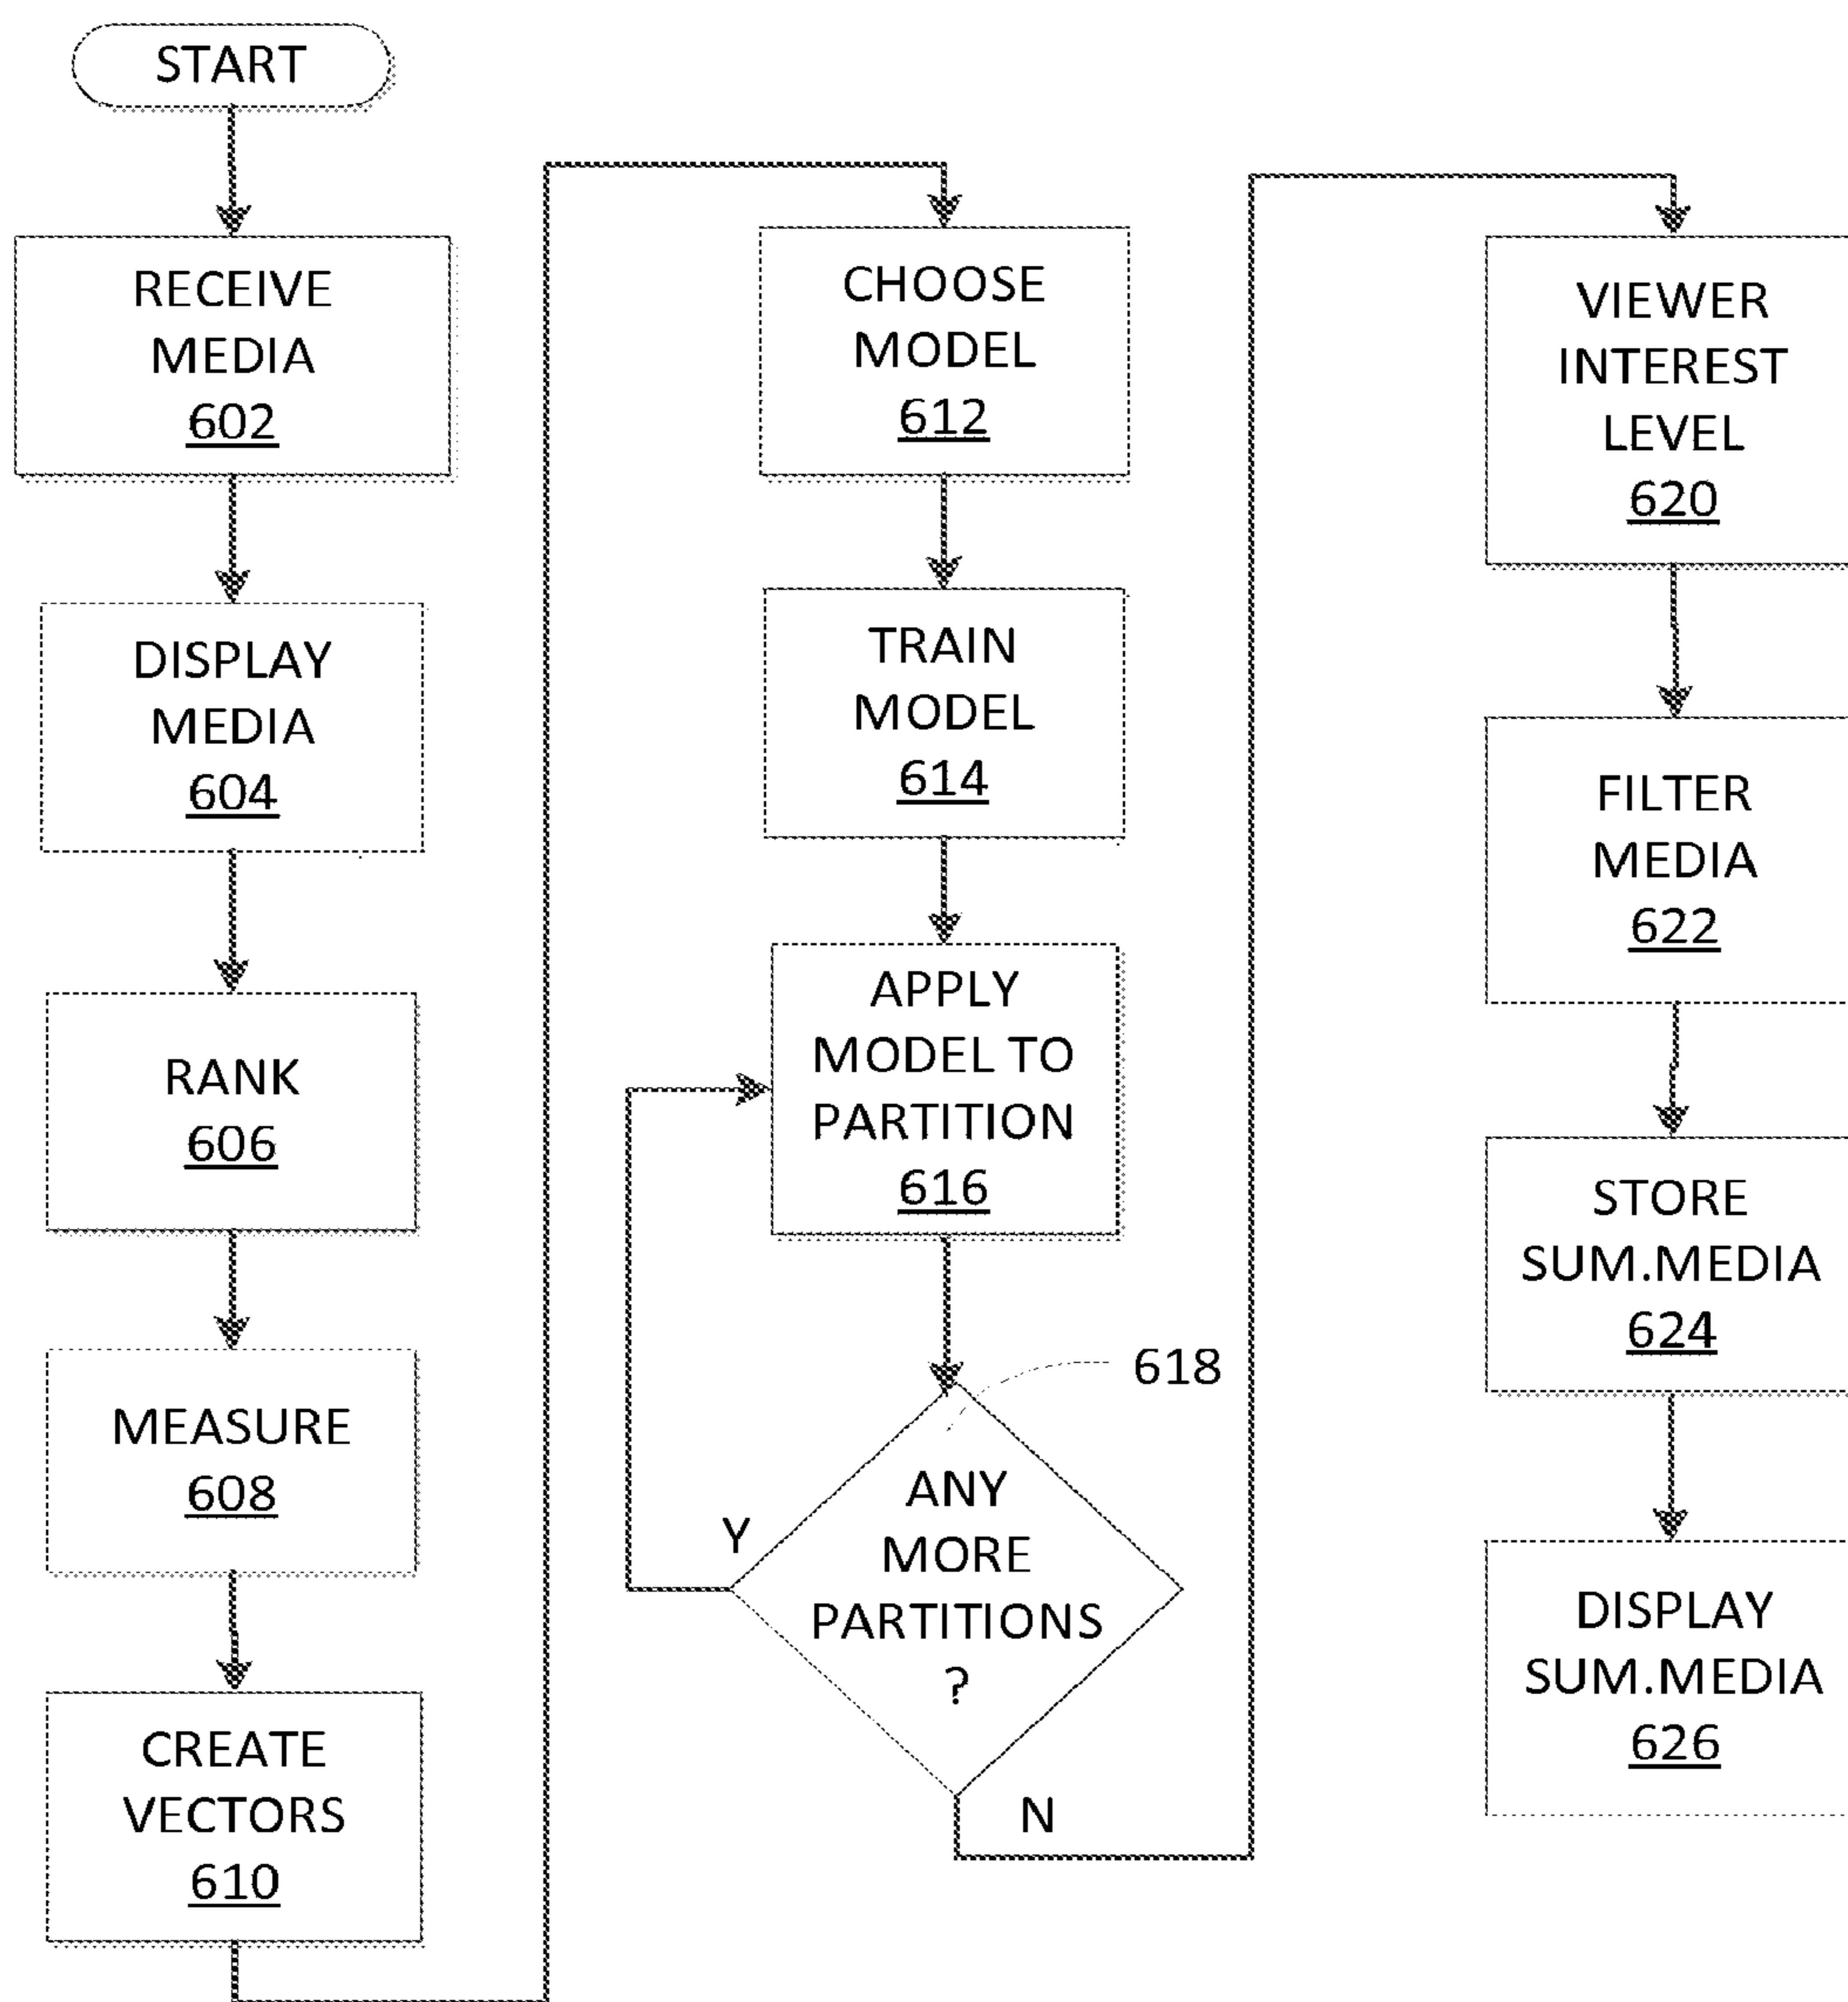 START
RECEIVE
MEDIA
602
DISPLAY
MEDIA
604
RANK
606
MEASURE
608
CREATE
VECTORS
610
CHOOSE
MODEL
612
TRAIN
MODEL
614
APPLY
MODEL TO
PARTITION
616
618
ANY
MORE
PARTITIONS
?
Y
N
VIEWER
INTEREST
LEVEL
620
FILTER
MEDIA
622
STORE
SUM.MEDIA
624
DISPLAY
SUM.MEDIA
626